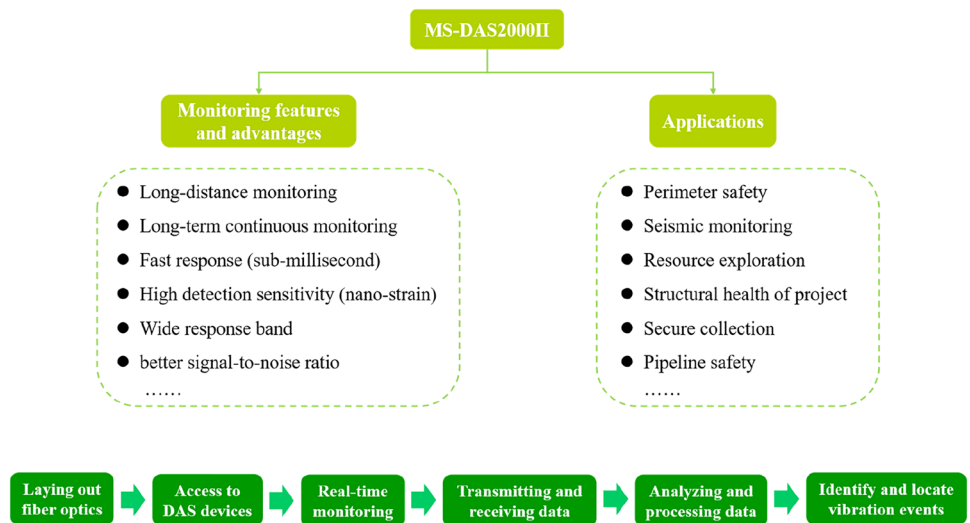 MS-DAS2000II
Monitoring features
and advantages
Applications
● Long-distance monitoring
● Long-term continuous monitoring
● Fast response (sub-millisecond)
● High detection sensitivity (nano-strain)
● Wide response band
● better signal-to-noise ratio
……
● Perimeter safety
● Seismic monitoring
● Resource exploration
● Structural health of project
● Secure collection
● Pipeline safety
……
Laying out
fiber optics
Access to
DAS devices
Real-time
monitoring
Transmitting and
receiving data
Analyzing and
processing data
Identify and locate
vibration events